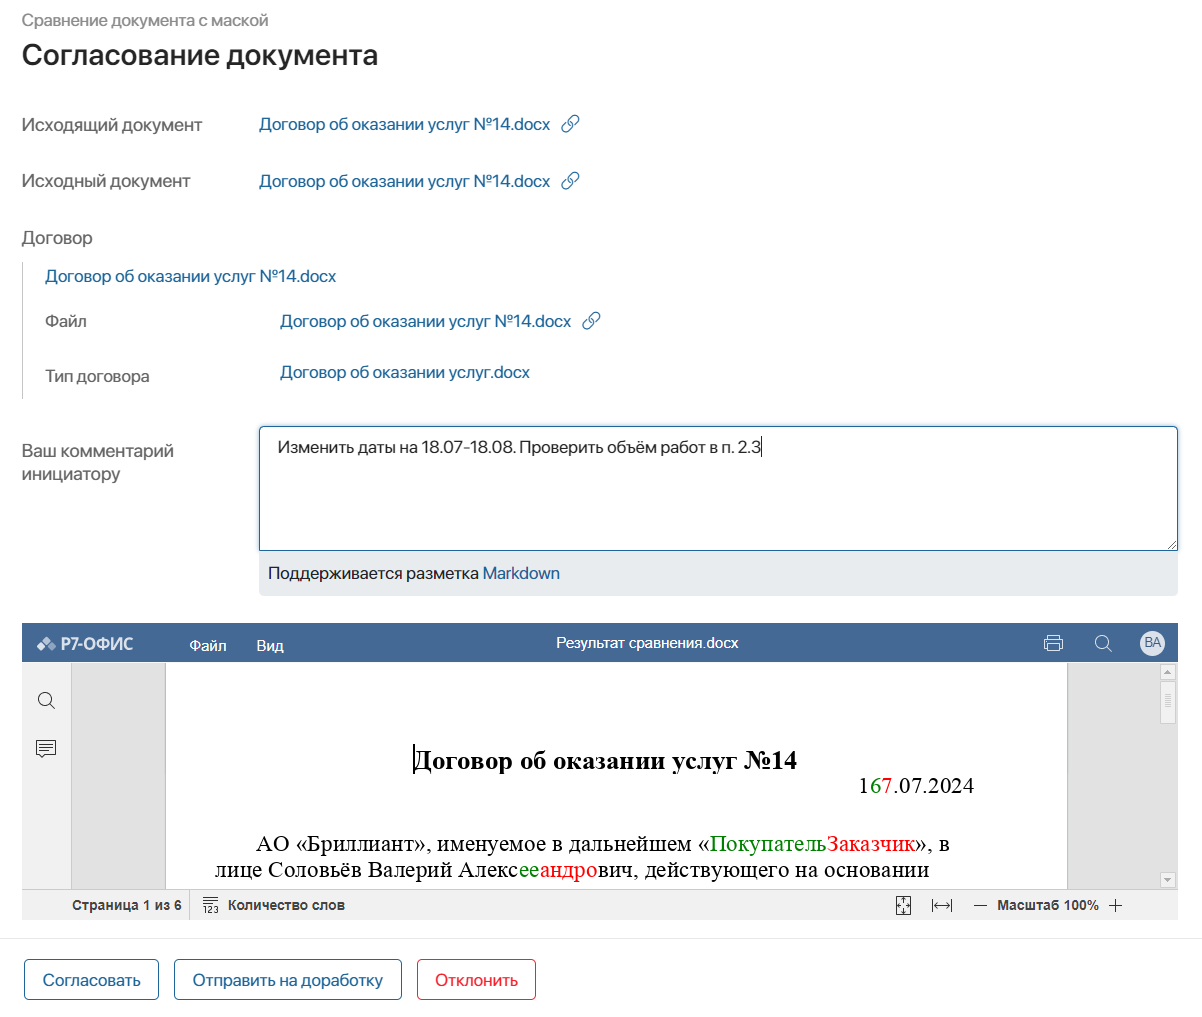 Сравнение документа с маской
Согласование документа
Исходящий документ
Договор об оказании услуг №14.docx
Исходный документ
Договор об оказании услуг №14.docx
Договор
Договор об оказании услуг №14.docx
Файл
Договор об оказании услуг №14.docx
Тип договора
Договор об оказании услуг.docx
Ваш комментарий
инициатору
Изменить даты на 18.07-18.08. Проверить объём работ в п. 2.3
Поддерживается разметка Markdown
Р7-ОФИС
Файл
Вид
Результат сравнения.docx
ВА
Договор об оказании услуг №14
167.07.2024
АО «Бриллиант», именуемое в дальнейшем «ПокупательЗаказчик», в
лице Соловьёв Валерий Алексееандрович, действующего на основании
Страница 1 из 6
123
Количество слов
Масштаб 100%
Согласовать
Отправить на доработку
Отклонить